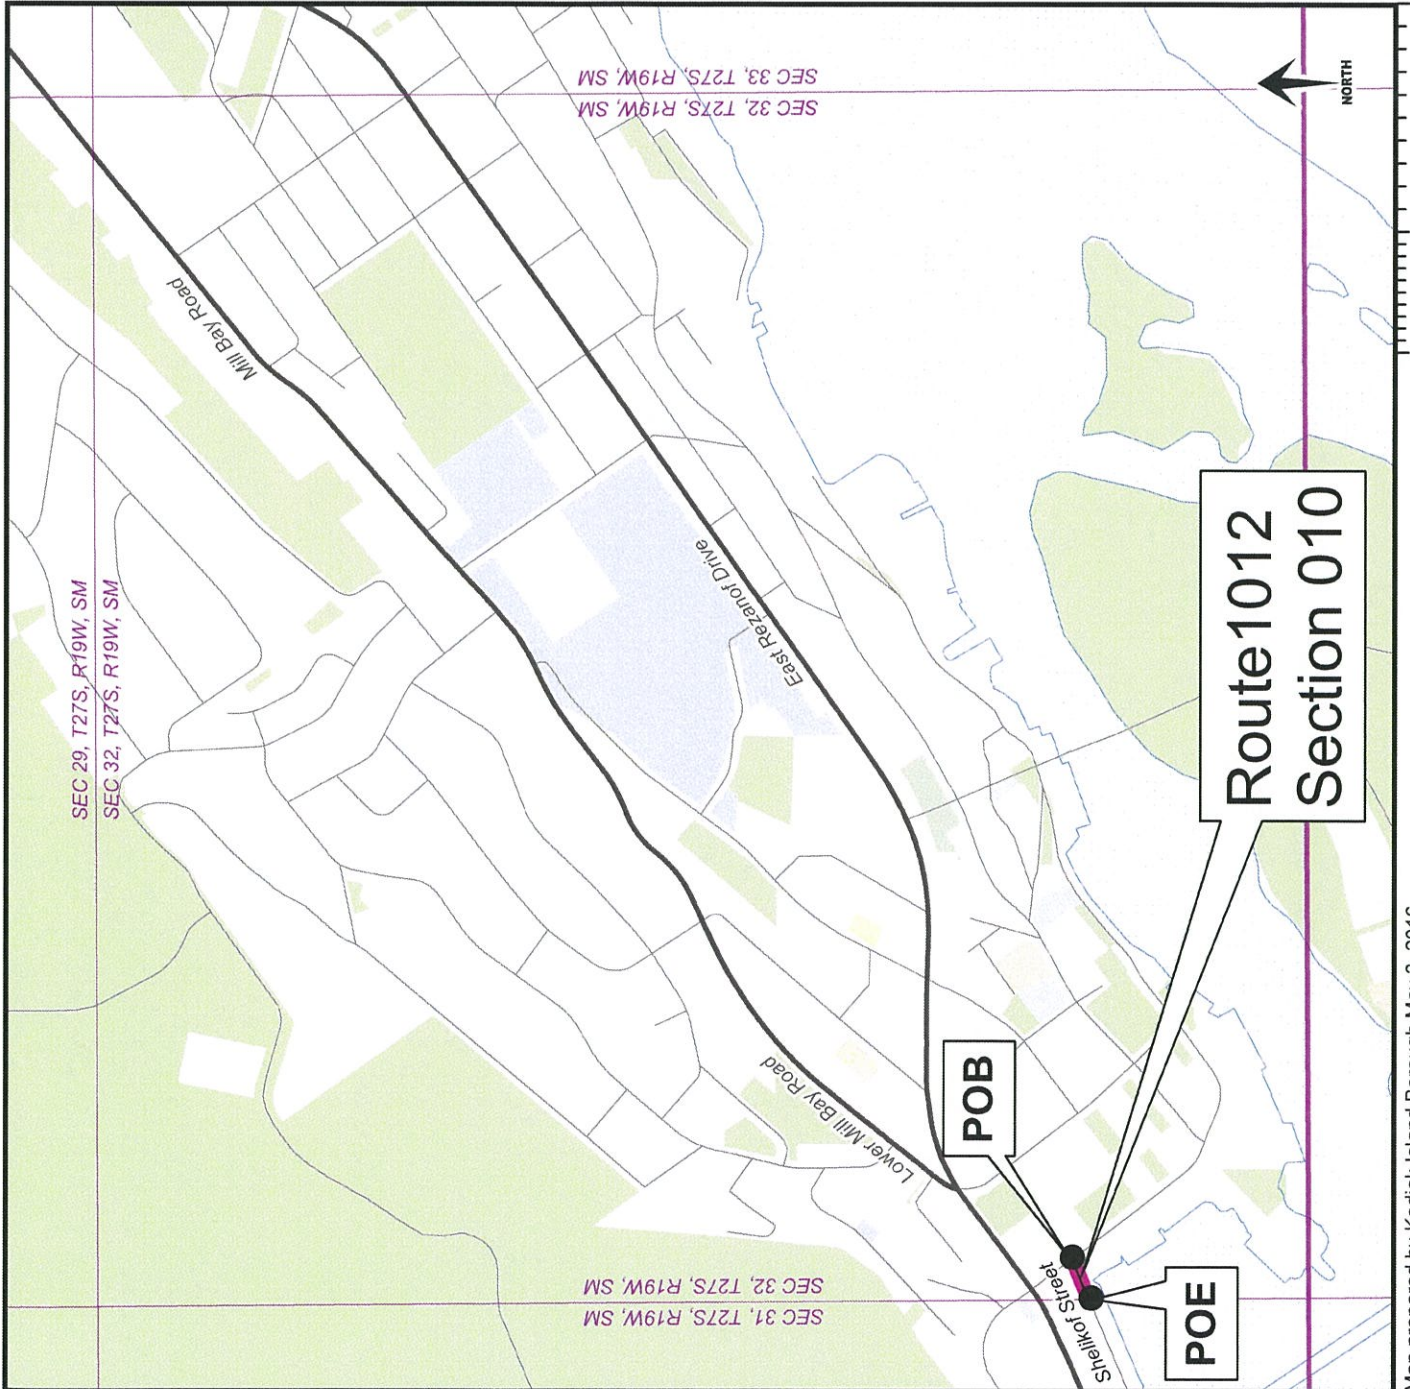 SEC 33, T27S, R19W, SM
SEC 32, T27S, R19W, SM
NORTH
Mill Bay Road
SEC 29, T27S, R19W, SM
SEC 32, T27S, R19W, SM
East Rezanof Drive
Route1012
Section 010
Lower Mill Bay Road
POB
Shelikof Street
POE
SEC 32, T27S, R19W, SM
SEC 31, T27S, R19W, SM